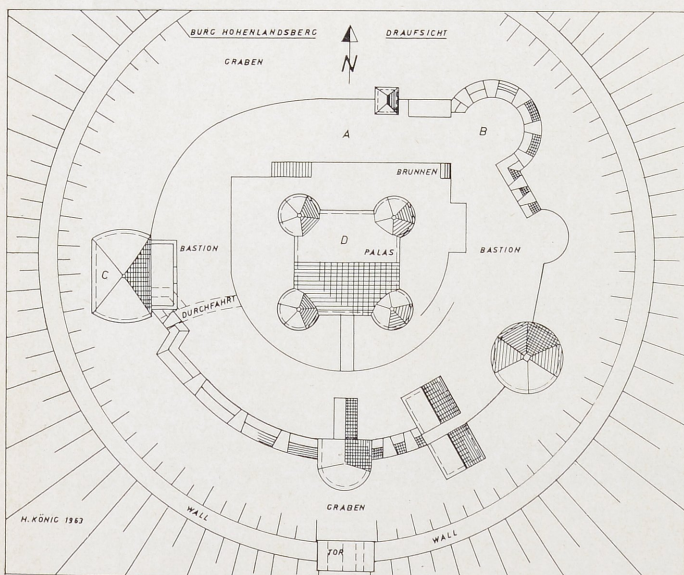 BURG HOHENLANDSBERG
DRAUFSICHT
GRABEN
N
A
B
BRUNNEN
D
PALAS
BASTION
BASTION
C
DURCHFAHRT
GRABEN
WALL
WALL
TOR
H. KÖNIG 1963